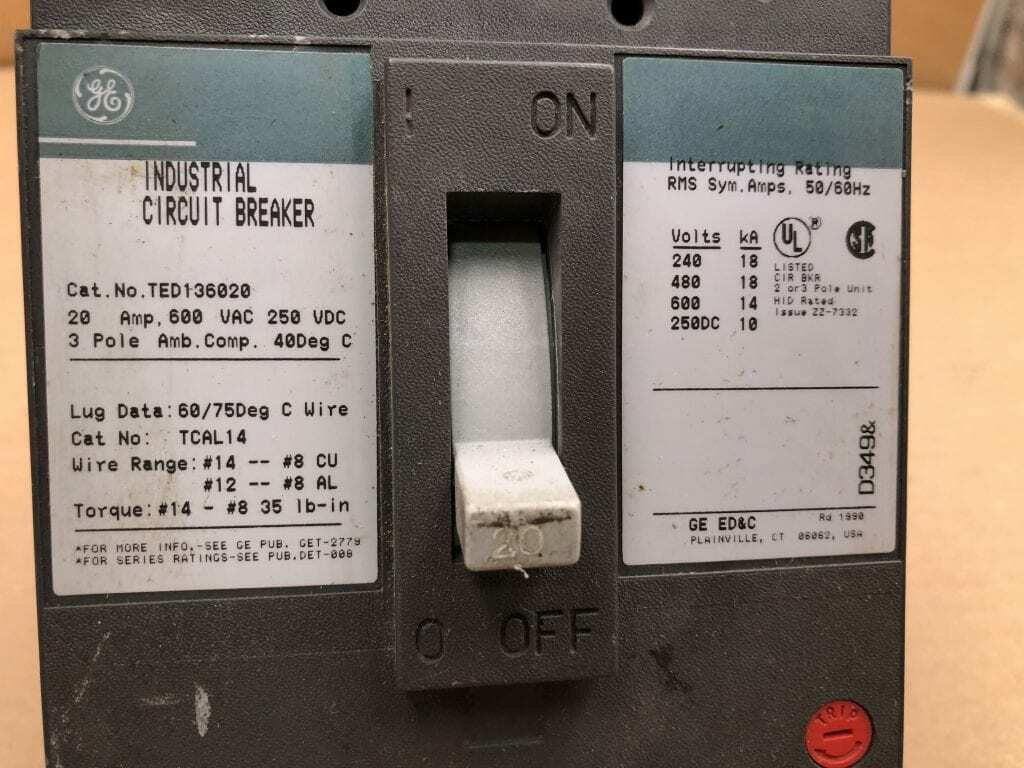 GE
INDUSTRIAL
CIRCUIT BREAKER
Cat.No.TED136020
20 Amp,600 VAC 250 VDC
3 Pole Amb.Comp. 40Deg C
Lug Data:60/75Deg C Wire
Cat No: TCAL14
Wire Range:#14 -- #8 CU
#12 -- #8 AL
Torque:#14 - #8 35 lb-in
*FOR MORE INFO.-SEE GE PUB. GET-2779
*FOR SERIES RATINGS-SEE PUB.DET-008
I ON
20
O OFF
Interrupting Rating
RMS Sym.Amps. 50/60Hz
Volts kA
240 18
480 18
600 14
250DC 10
UL ®
LISTED
CIR BKR
2 or3 Pole Unit
HID Rated
Issue ZZ-7332
D349&
GE ED&C Rd 1990
PLAINVILLE, CT 06062, USA
TRIP